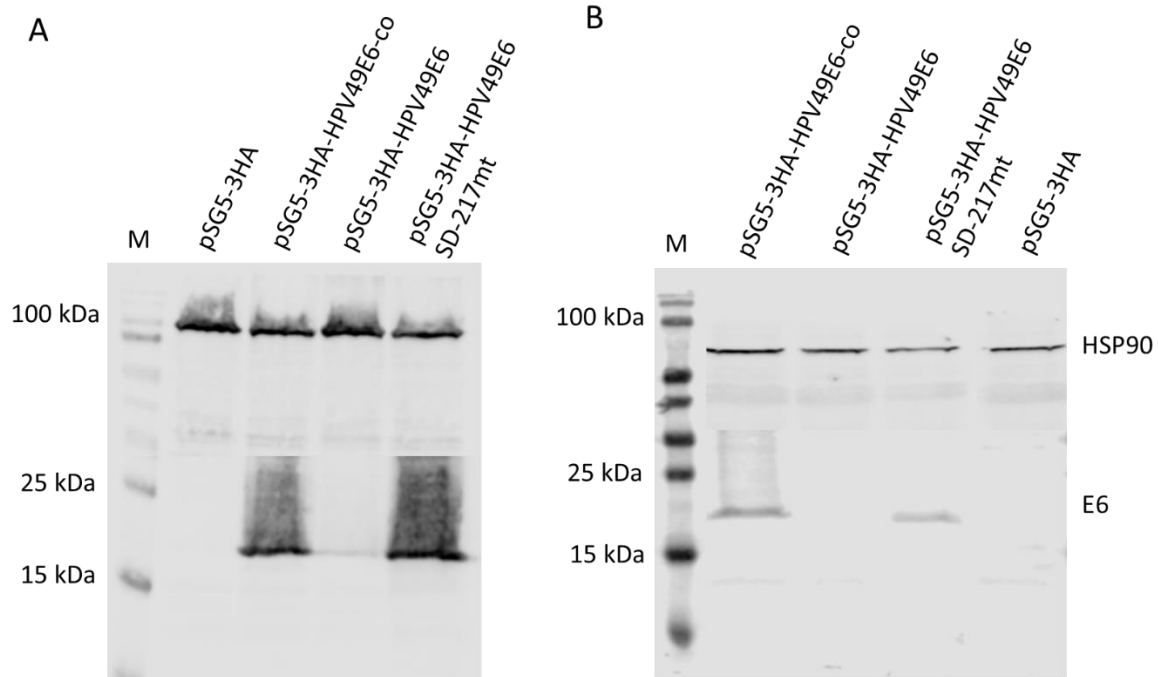 A
M
pSG5-3HA
pSG5-3HA-HPV49E6-co
pSG5-3HA-HPV49E6
pSG5-3HA-HPV49E6
SD-217mt
100 kDa
25 kDa
15 kDa
B
M
pSG5-3HA-HPV49E6-co
pSG5-3HA-HPV49E6
pSG5-3HA-HPV49E6
SD-217mt
pSG5-3HA
100 kDa
25 kDa
15 kDa
HSP90
E6